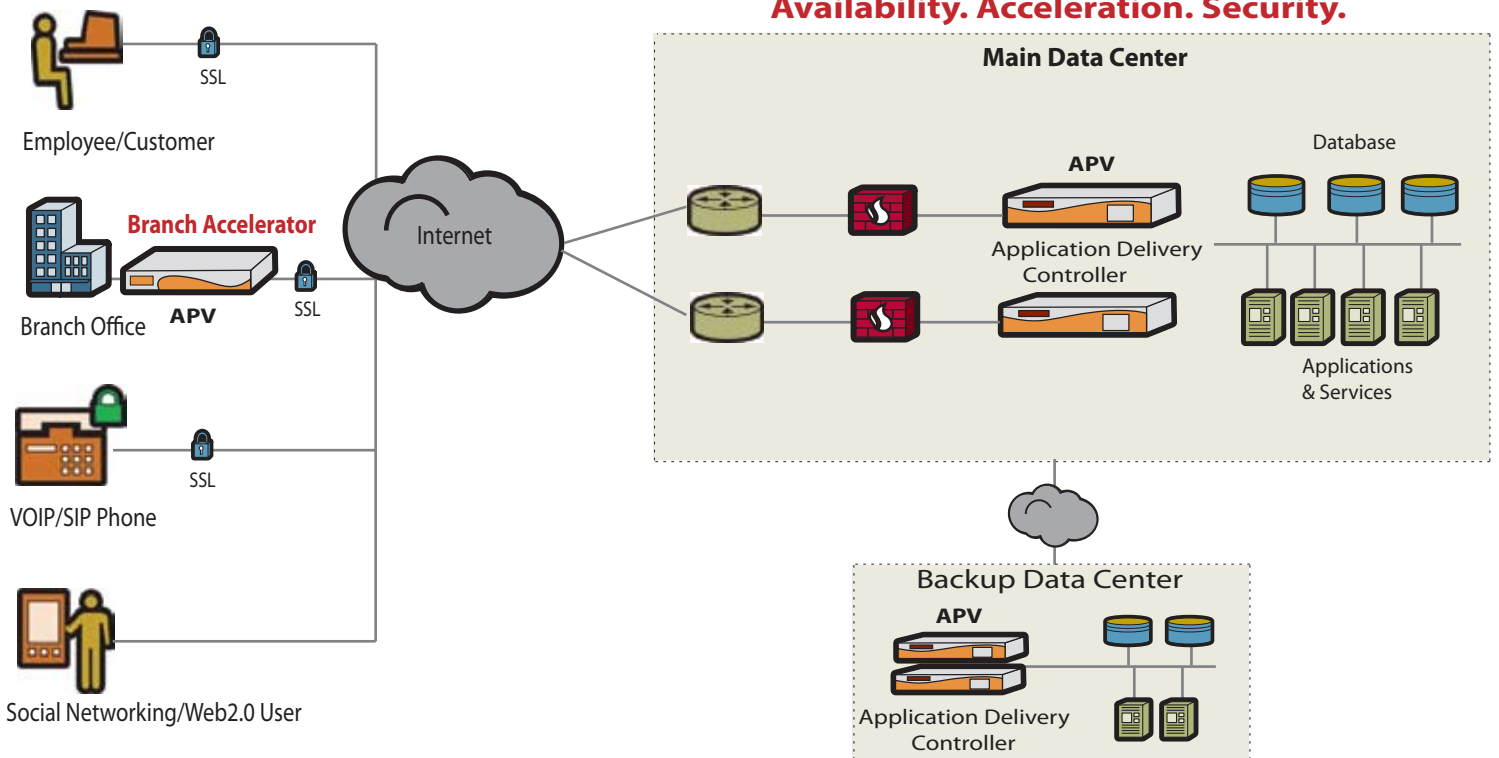 Availability. Acceleration. Security.
Main Data Center
SSL
Employee/Customer
Database
APV
Branch Accelerator
Internet
Application Delivery
Controller
SSL
APV
Branch Office
Applications
& Services
SSL
VOIP/SIP Phone
Backup Data Center
APV
Social Networking/Web2.0 User
Application Delivery
Controller